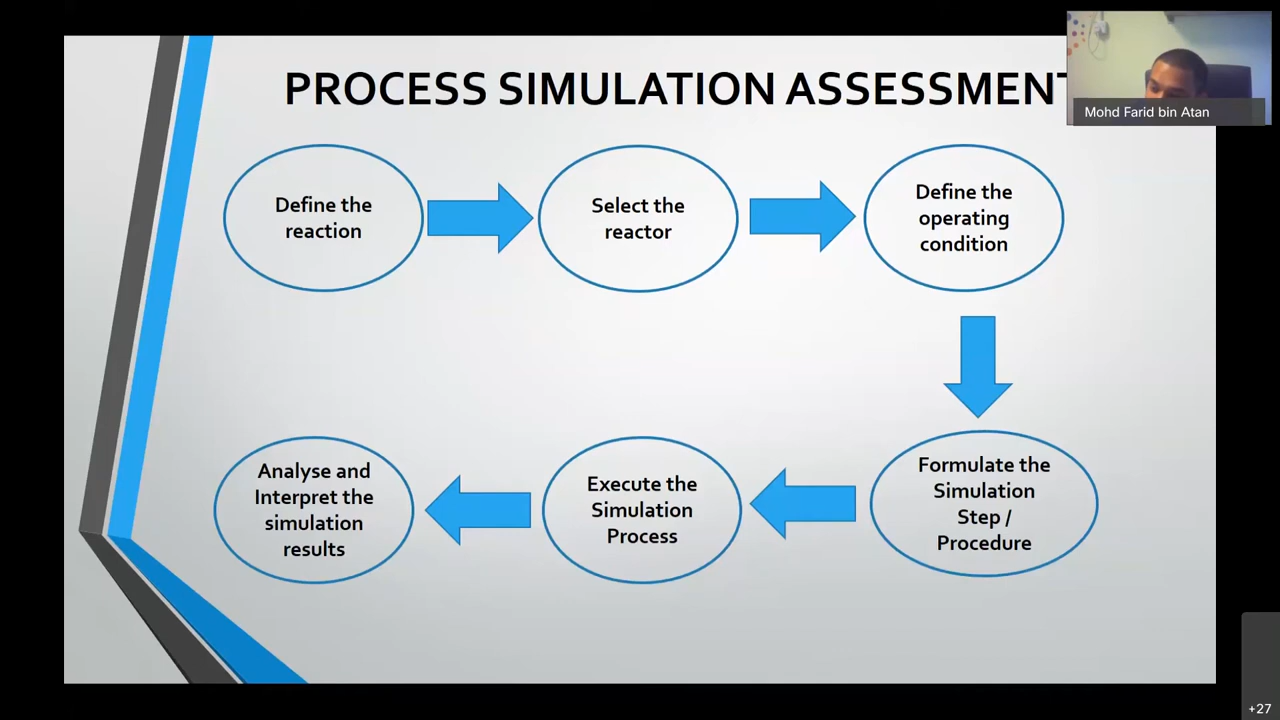 PROCESS SIMULATION ASSESSMENT
Mohd Farid bin Atan
Define the
reaction
Select the
reactor
Define the
operating
condition
Formulate the
Simulation
Step /
Procedure
Execute the
Simulation
Process
Analyse and
Interpret the
simulation
results
+27